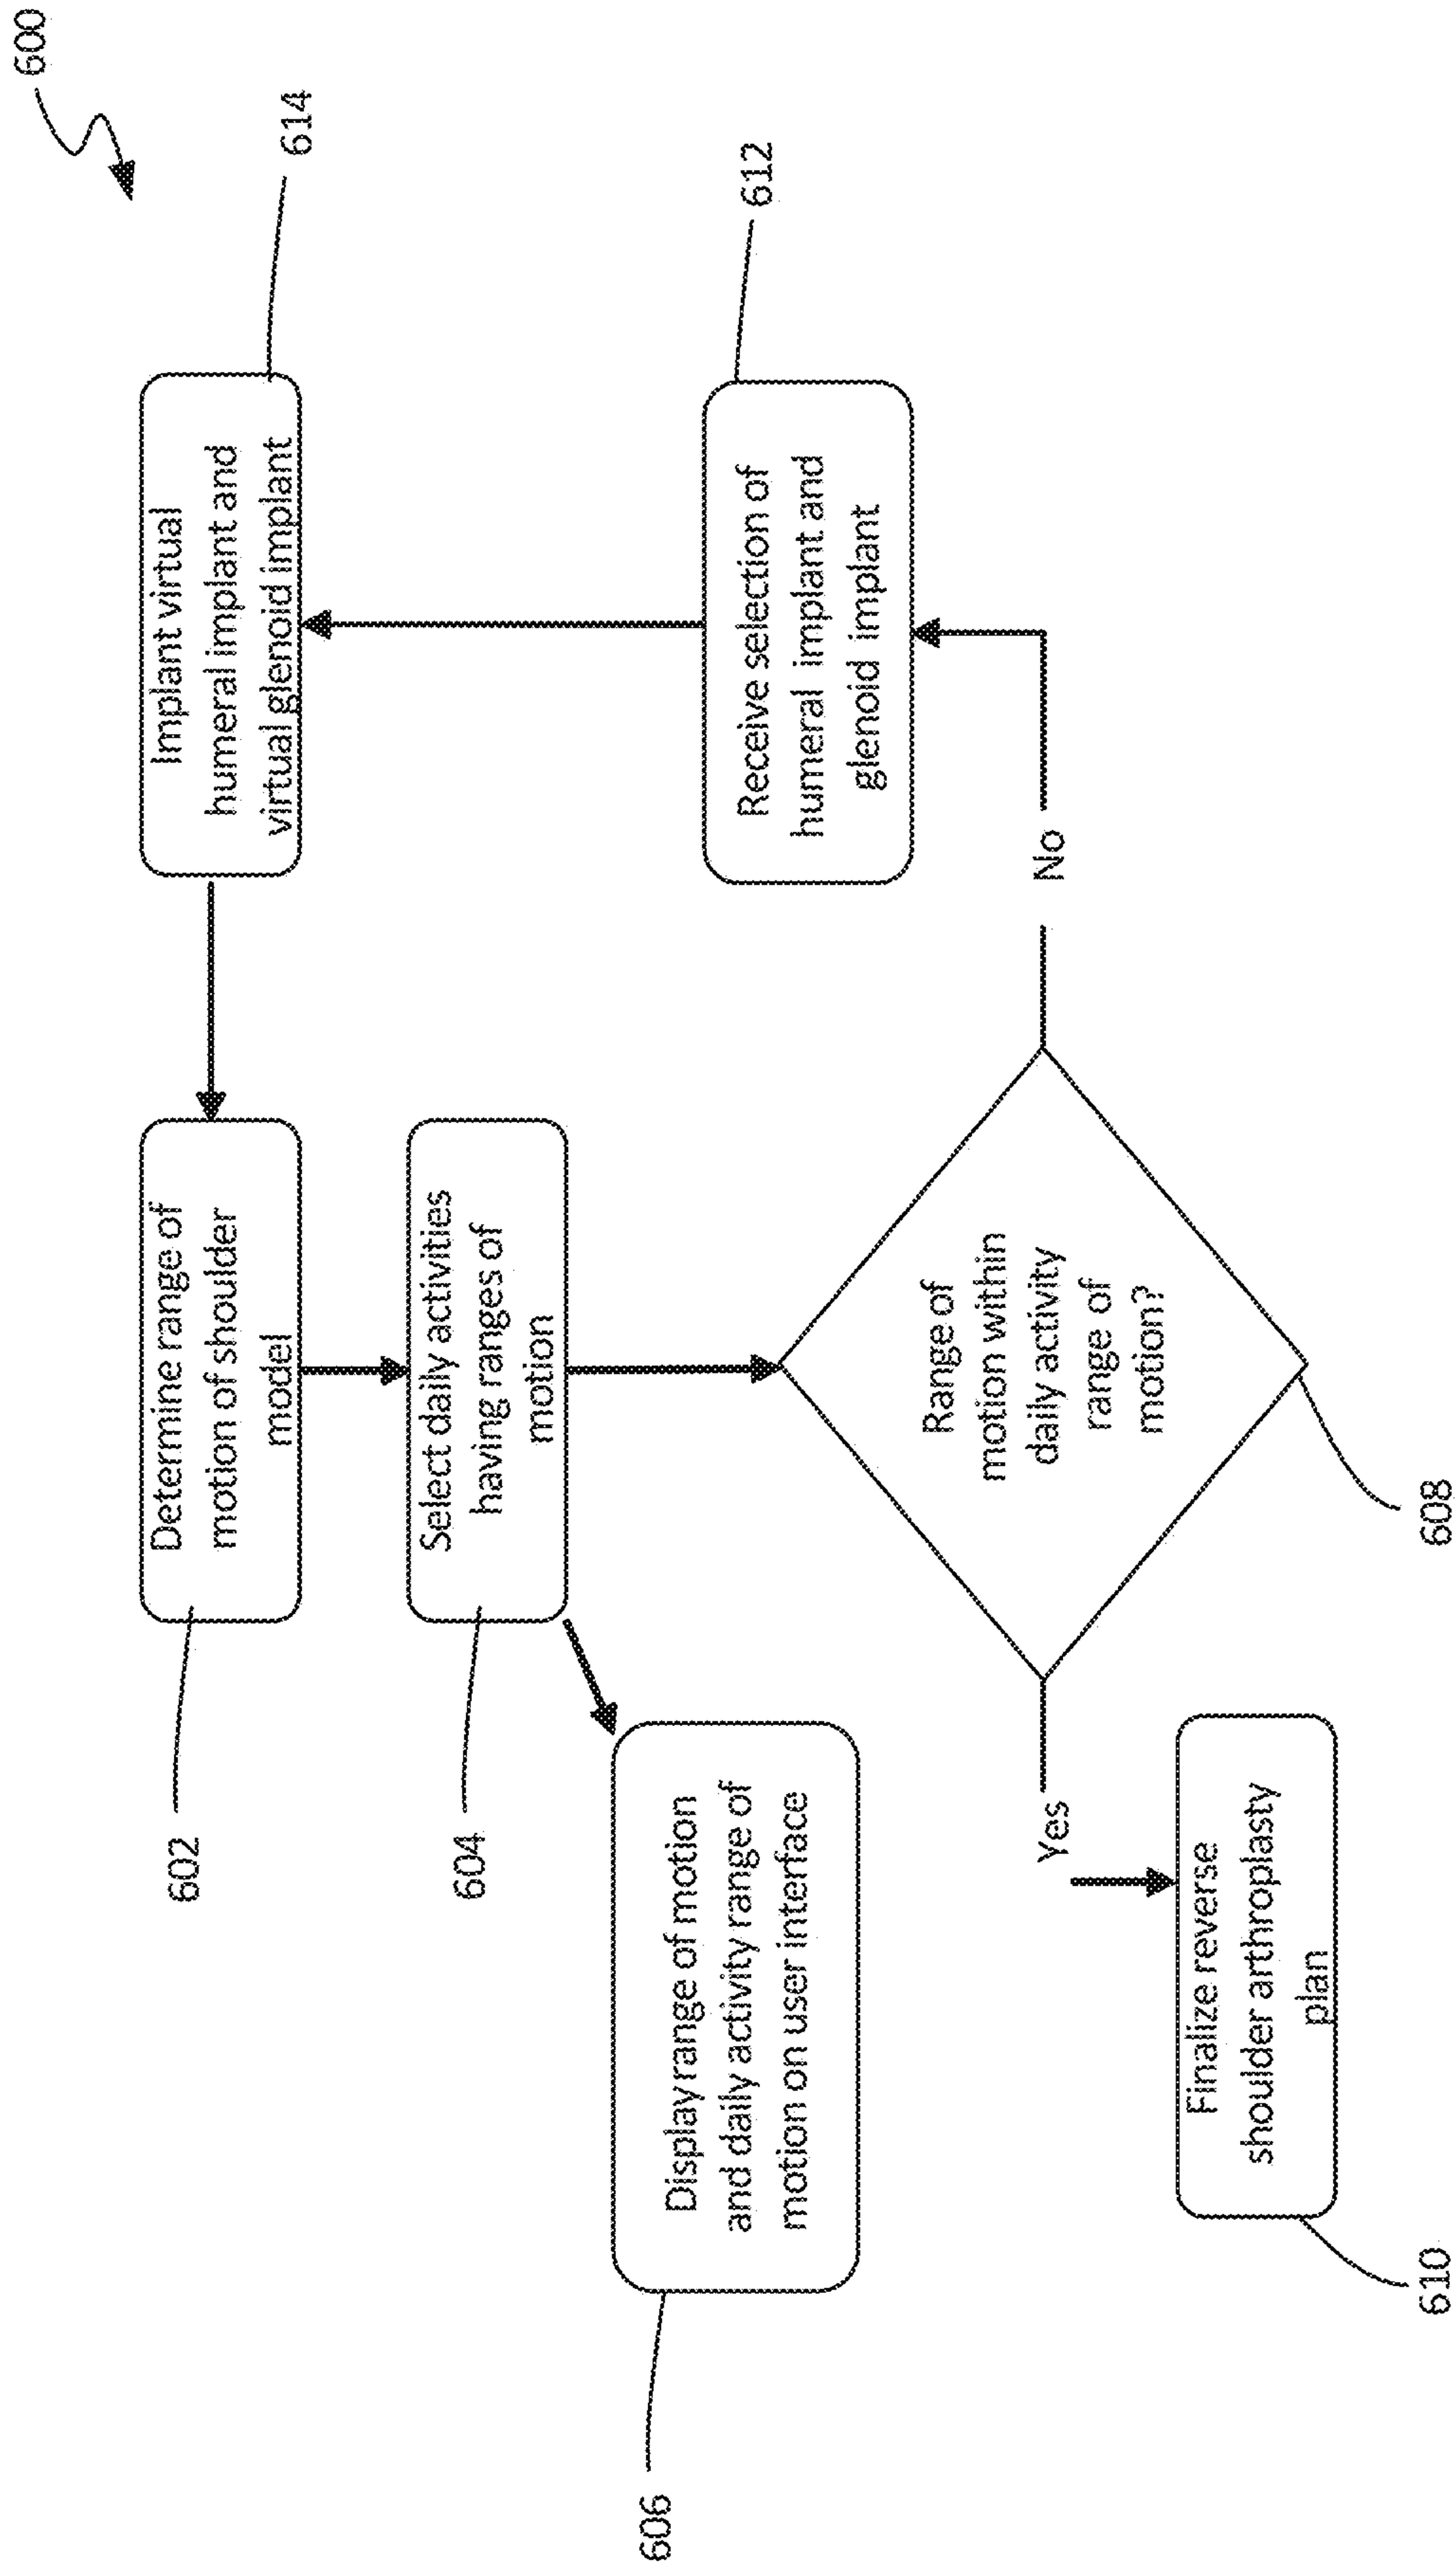 600
602
Determine range of
motion of shoulder
model
Implant virtual
humeral implant and
virtual glenoid implant
614
604
Select daily activities
having ranges of
motion
606
Display range of motion
and daily activity range of
motion on user interface
Receive selection of
humeral implant and
glenoid implant
612
Range of
motion within
daily activity
range of
motion?
608
Yes
No
Finalize reverse
shoulder arthroplasty
plan
610